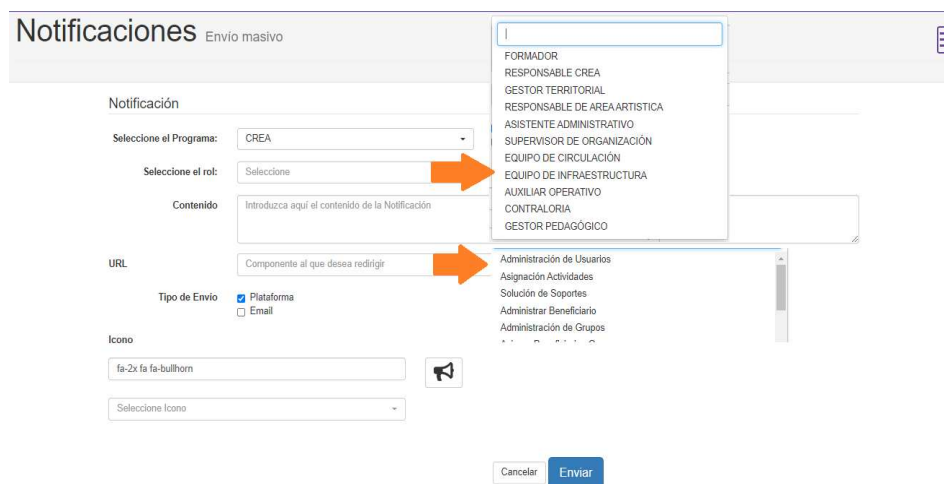 Notificaciones Envío masivo
Notificación
Seleccione el Programa: CREA
Seleccione el rol: Seleccione
FORMADOR
RESPONSABLE CREA
GESTOR TERRITORIAL
RESPONSABLE DE AREA ARTISTICA
ASISTENTE ADMINISTRATIVO
SUPERVISOR DE ORGANIZACIÓN
EQUIPO DE CIRCULACIÓN
EQUIPO DE INFRAESTRUCTURA
AUXILIAR OPERATIVO
CONTRALORIA
GESTOR PEDAGÓGICO
Contenido Introduzca aquí el contenido de la Notificación
URL Componente al que desea redirigir
Administración de Usuarios
Asignación Actividades
Solución de Soportes
Administrar Beneficiario
Administración de Grupos
Tipo de Envio Plataforma
Email
Icono
fa-2x fa fa-bullhorn
Seleccione Icono
Cancelar Enviar